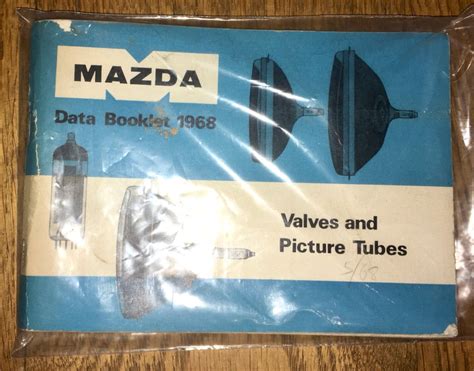 MAZDA
Data Booklet 1968
Valves and
Picture Tubes